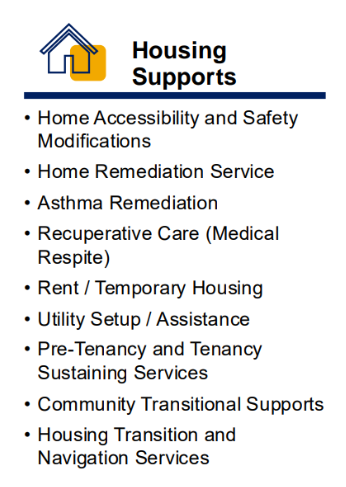 Housing
Supports
• Home Accessibility and Safety
Modifications
• Home Remediation Service
• Asthma Remediation
• Recuperative Care (Medical
Respite)
• Rent / Temporary Housing
• Utility Setup / Assistance
• Pre-Tenancy and Tenancy
Sustaining Services
• Community Transitional Supports
• Housing Transition and
Navigation Services